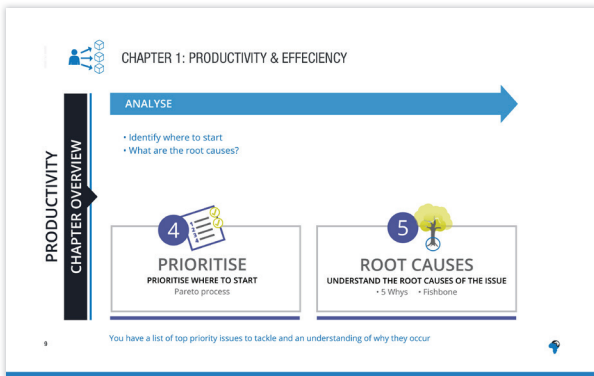 CHAPTER 1: PRODUCTIVITY & EFFECIENCY
PRODUCTIVITY
CHAPTER OVERVIEW
ANALYSE
• Identify where to start
• What are the root causes?
4
PRIORITISE
PRIORITISE WHERE TO START
Pareto process
5
ROOT CAUSES
UNDERSTAND THE ROOT CAUSES OF THE ISSUE
• 5 Whys • Fishbone
You have a list of top priority issues to tackle and an understanding of why they occur
9